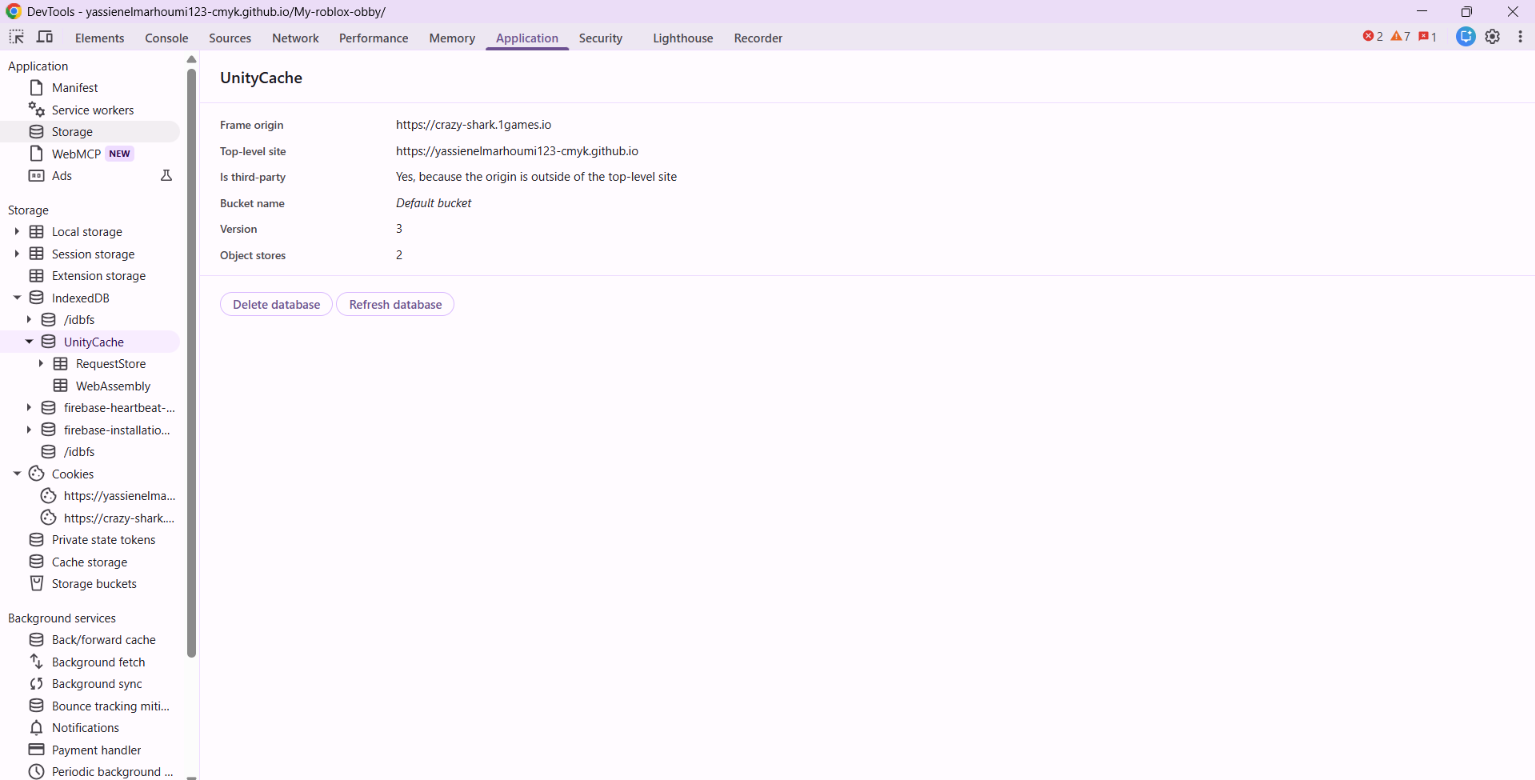 DevTools - yassienelmarhoumi123-cmyk.github.io/My-roblox-obby/
Elements Console Sources Network Performance Memory Application Security Lighthouse Recorder 2 7 1
Application
Manifest
Service workers
Storage
WebMCP NEW
Ads
Storage
Local storage
Session storage
Extension storage
IndexedDB
/idbfs
UnityCache
RequestStore
WebAssembly
firebase-heartbeat-...
firebase-installatio...
/idbfs
Cookies
https://yassienelma...
https://crazy-shark....
Private state tokens
Cache storage
Storage buckets
Background services
Back/forward cache
Background fetch
Background sync
Bounce tracking miti...
Notifications
Payment handler
Periodic background ...
UnityCache
Frame origin https://crazy-shark.1games.io
Top-level site https://yassienelmarhoumi123-cmyk.github.io
Is third-party Yes, because the origin is outside of the top-level site
Bucket name Default bucket
Version 3
Object stores 2
Delete database Refresh database